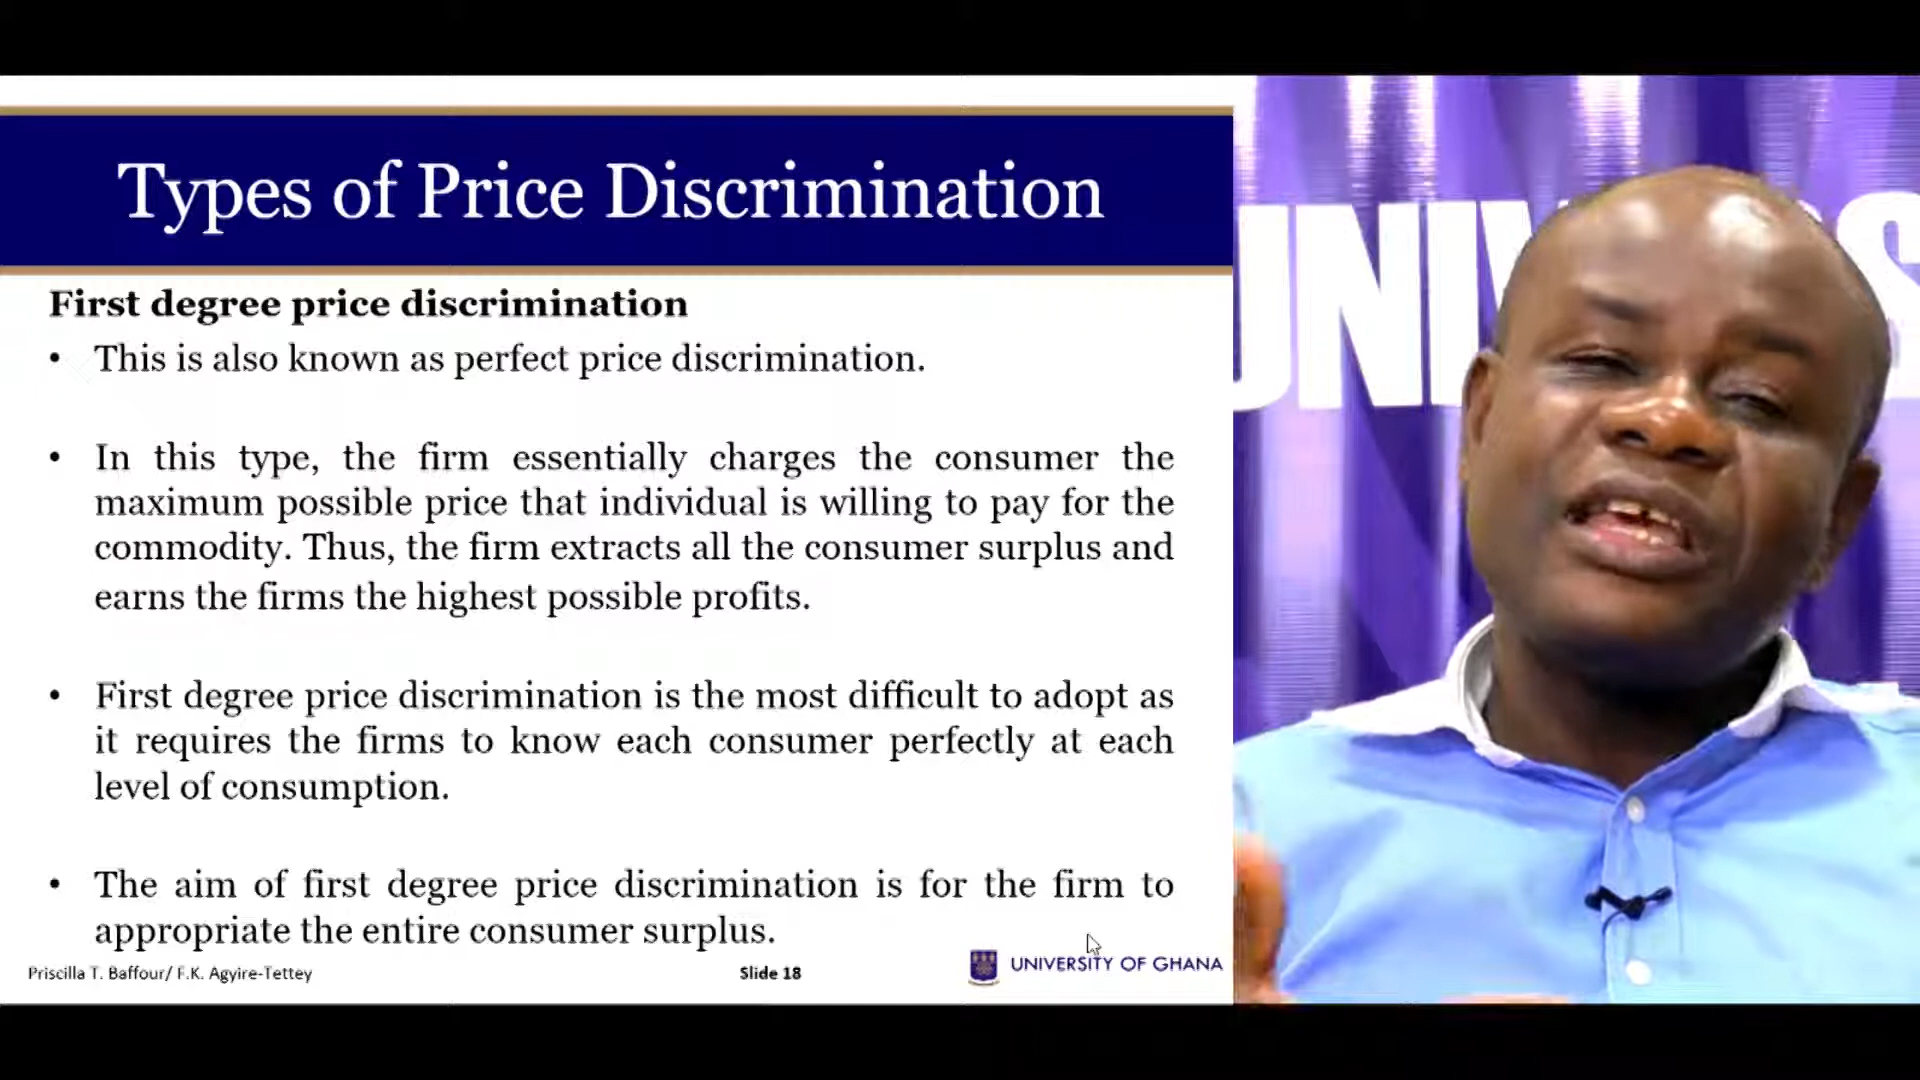 Types of Price Discrimination
First degree price discrimination
• This is also known as perfect price discrimination.
• In this type, the firm essentially charges the consumer the
maximum possible price that individual is willing to pay for the
commodity. Thus, the firm extracts all the consumer surplus and
earns the firms the highest possible profits.
• First degree price discrimination is the most difficult to adopt as
it requires the firms to know each consumer perfectly at each
level of consumption.
• The aim of first degree price discrimination is for the firm to
appropriate the entire consumer surplus.
Priscilla T. Baffour/ F.K. Agyire-Tettey
Slide 18
UNIVERSITY OF GHANA